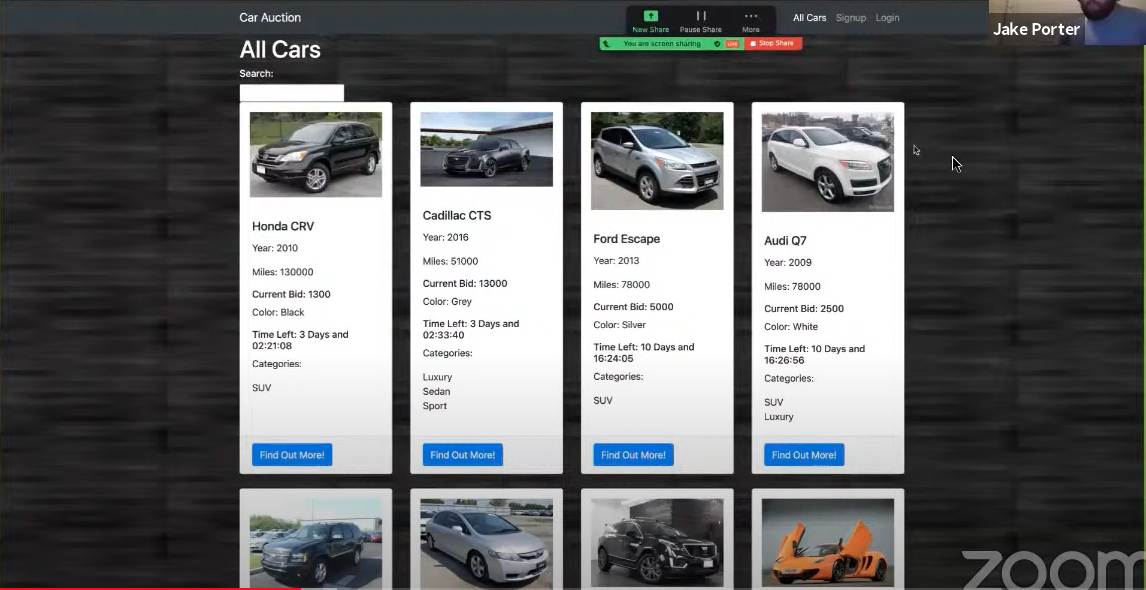 Car Auction
New Share
Pause Share
More
All Cars
Signup
Login
Jake Porter
You are screen sharing
Live
Stop Share
All Cars
Search:
Honda CRV
Year: 2010
Miles: 130000
Current Bid: 1300
Color: Black
Time Left: 3 Days and
02:21:08
Categories:
SUV
Find Out More!
Cadillac CTS
Year: 2016
Miles: 51000
Current Bid: 13000
Color: Grey
Time Left: 3 Days and
02:33:40
Categories:
Luxury
Sedan
Sport
Find Out More!
Ford Escape
Year: 2013
Miles: 78000
Current Bid: 5000
Color: Silver
Time Left: 10 Days and
16:24:05
Categories:
SUV
Find Out More!
Audi Q7
Year: 2009
Miles: 78000
Current Bid: 2500
Color: White
Time Left: 10 Days and
16:26:56
Categories:
SUV
Luxury
Find Out More!
zoom